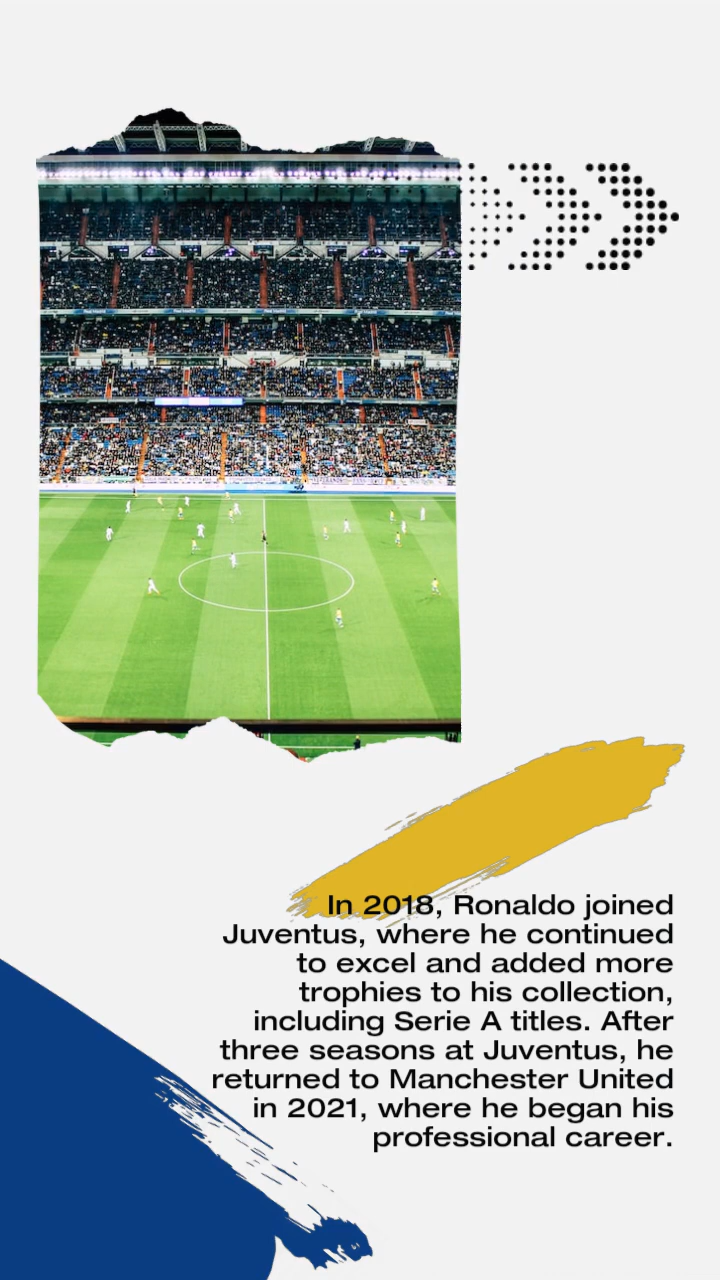 In 2018, Ronaldo joined
Juventus, where he continued
to excel and added more
trophies to his collection,
including Serie A titles. After
three seasons at Juventus, he
returned to Manchester United
in 2021, where he began his
professional career.